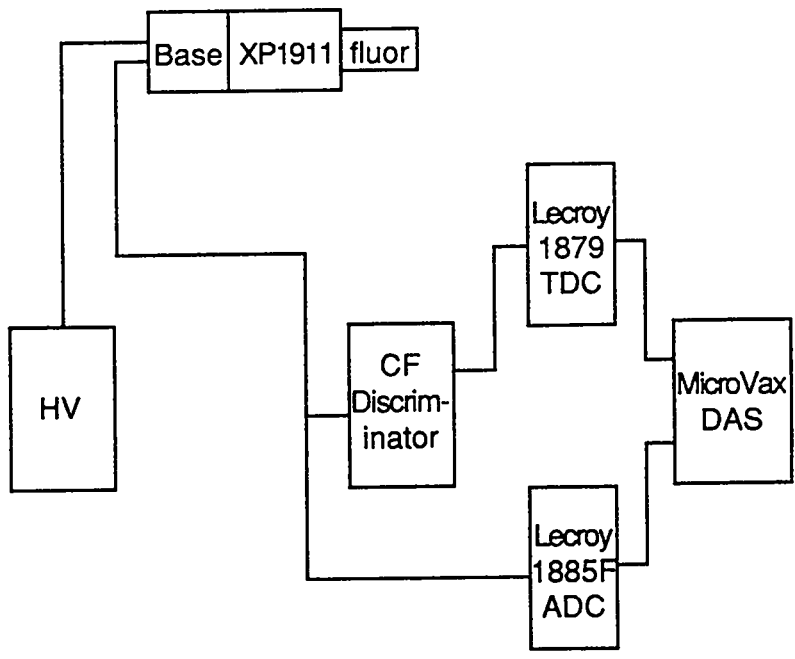 Base XP1911 fluor
Lecroy
1879
TDC
CF
Discrim-
inator
HV
MicroVax
DAS
Lecroy
1885F
ADC